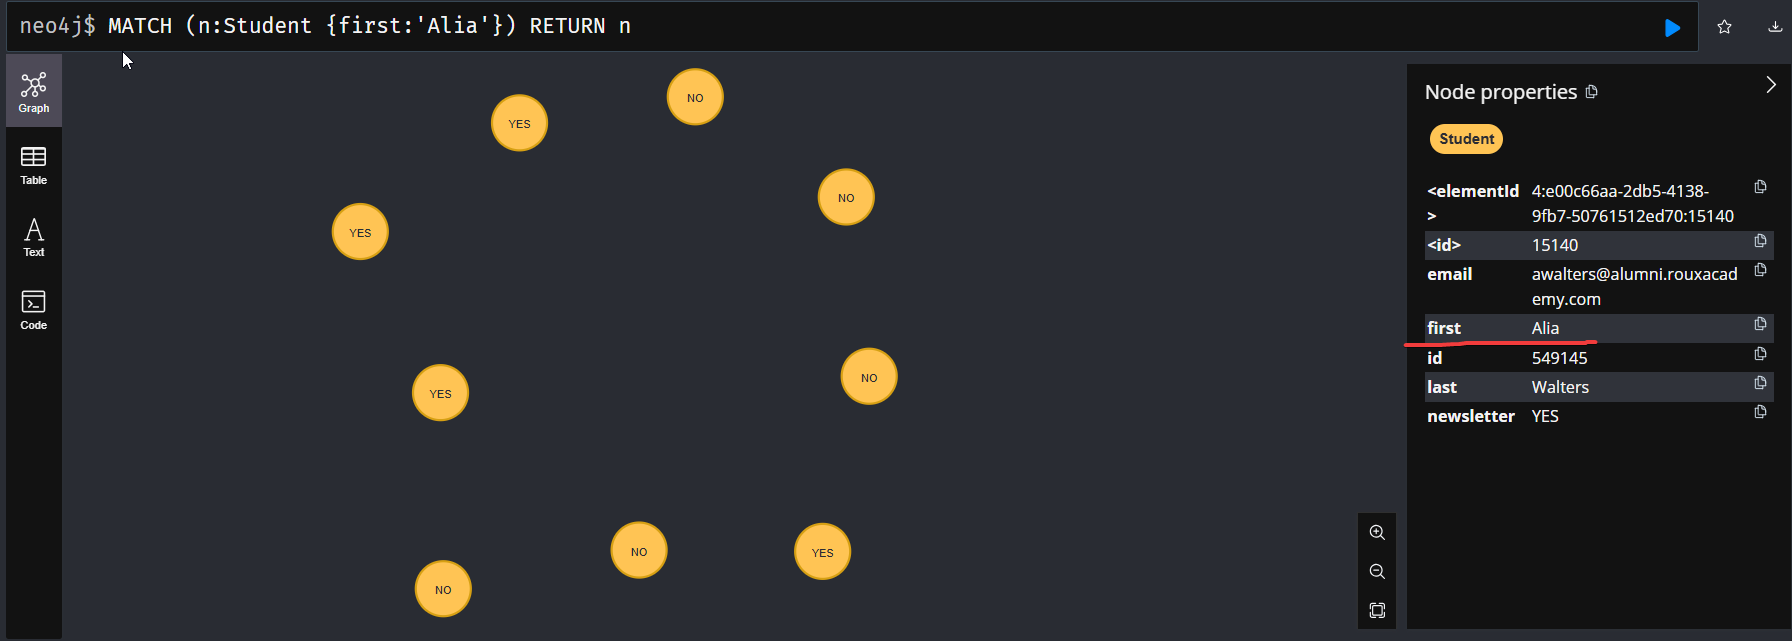 neo4j$ MATCH (n:Student {first:'Alia'}) RETURN n
Graph
Table
Text
Code
NO
YES
NO
YES
NO
YES
NO
YES
NO
Node properties
Student
<elementId
>
4:e00c66aa-2db5-4138-
9fb7-50761512ed70:15140
<id> 15140
email awalters@alumni.rouxacad
emy.com
first Alia
id 549145
last Walters
newsletter YES